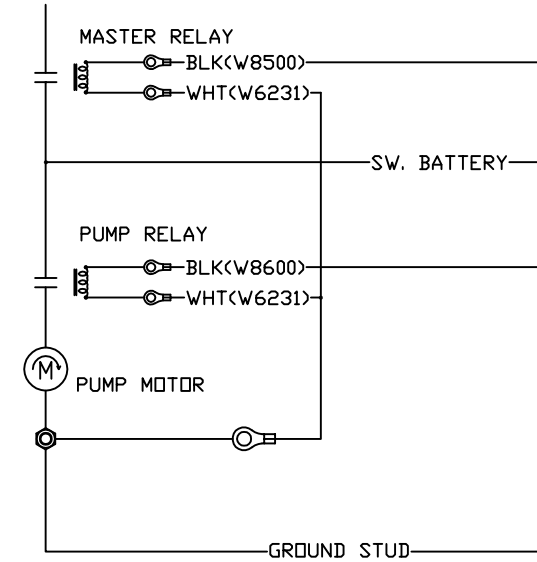 MASTER RELAY
BLK(W8500)
WHT(W6231)
SW. BATTERY
PUMP RELAY
BLK(W8600)
WHT(W6231)
M
PUMP MOTOR
GROUND STUD